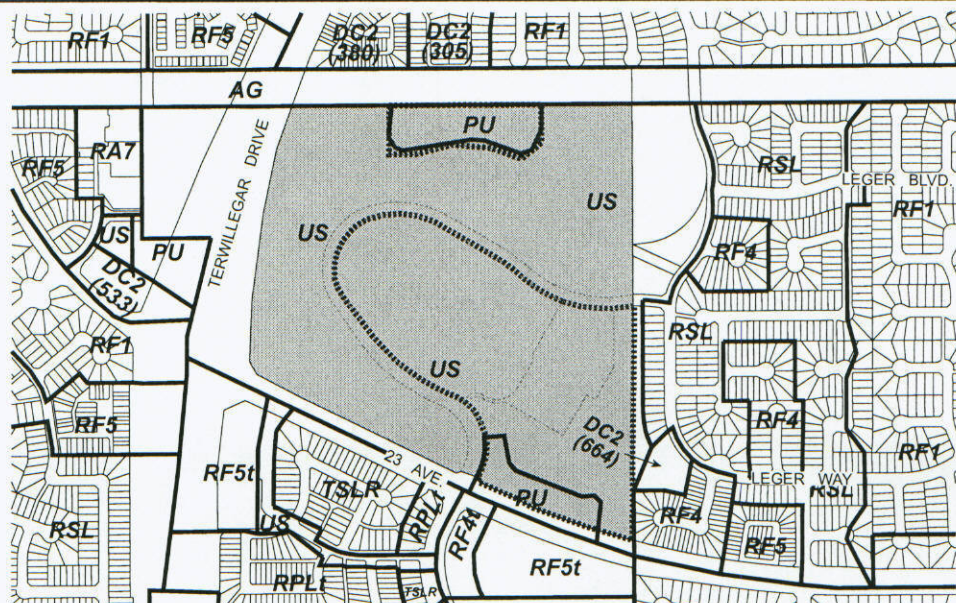 RF1
RF5
DC2
(380)
DC2
(305)
RF1
AG
PU
RF5
RA7
TERWILLEGAR DRIVE
RSL
LEGER BLVD.
US
RF1
US
US
PU
RF4
DC2
(533)
RF1
RSL
US
RF5
DC2
(664)
RF4
RF1
23 AVE.
RF5t
TSLR
LEGER WAY
RSL
PU
RPLt
RF4t
RF4
US
RSL
RF5
RF5t
RPLt
TSLR